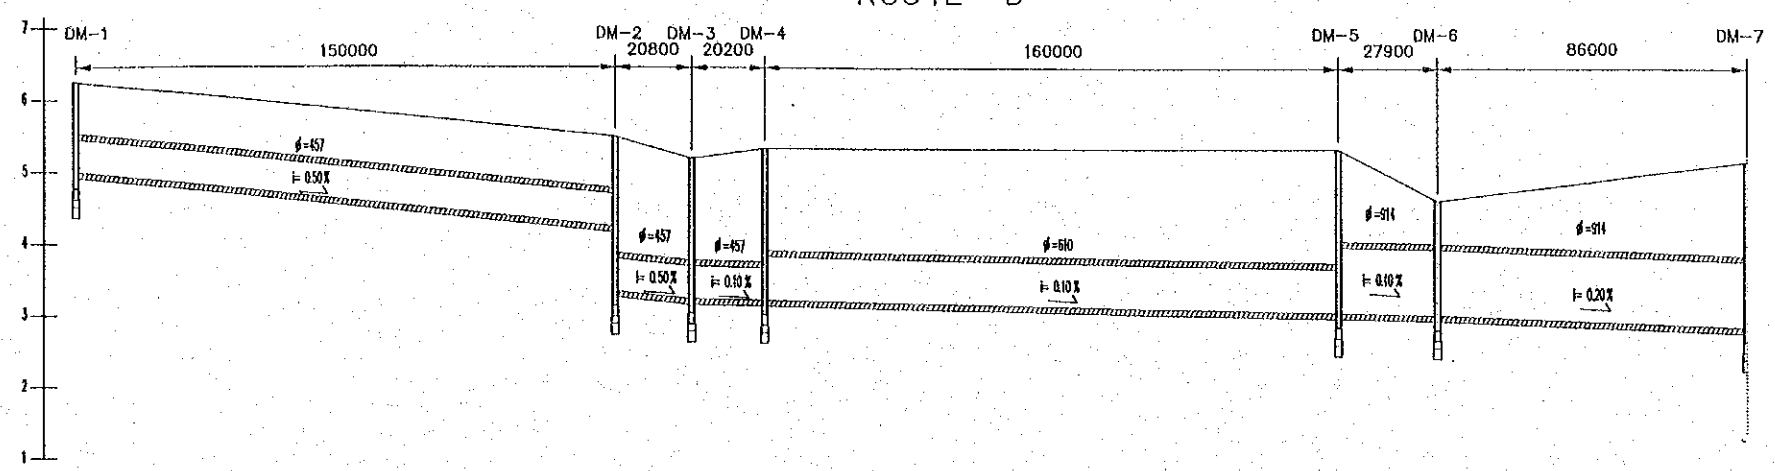 7
DM-1
DM-2 DM-3 DM-4
DM-5 DM-6
DM-7
150000
20800
20200
160000
27900
86000
6
5
4
3
2
1
ø=457
i= 0.50%
ø=457
i= 0.50%
ø=457
i= 0.10%
ø=610
i= 0.10%
ø=914
i= 0.10%
ø=914
i= 0.20%